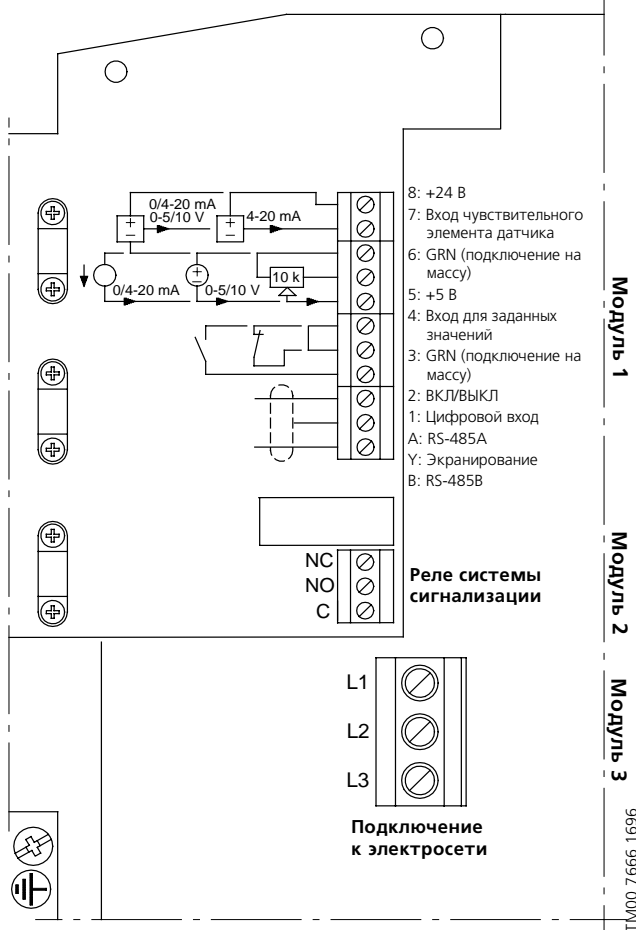 0/4-20 mA
0-5/10 V
4-20 mA
0/4-20 mA
0-5/10 V
10 k
8: +24 В
7: Вход чувствительного
элемента датчика
6: GRN (подключение на
массу)
5: +5 В
4: Вход для заданных
значений
3: GRN (подключение на
массу)
2: ВКЛ/ВЫКЛ
1: Цифровой вход
A: RS-485A
Y: Экранирование
B: RS-485B
Модуль 1
NC
NO
C
Реле системы
сигнализации
Модуль 2
L1
L2
L3
Подключение
к электросети
Модуль 3
TM00 7666 1696